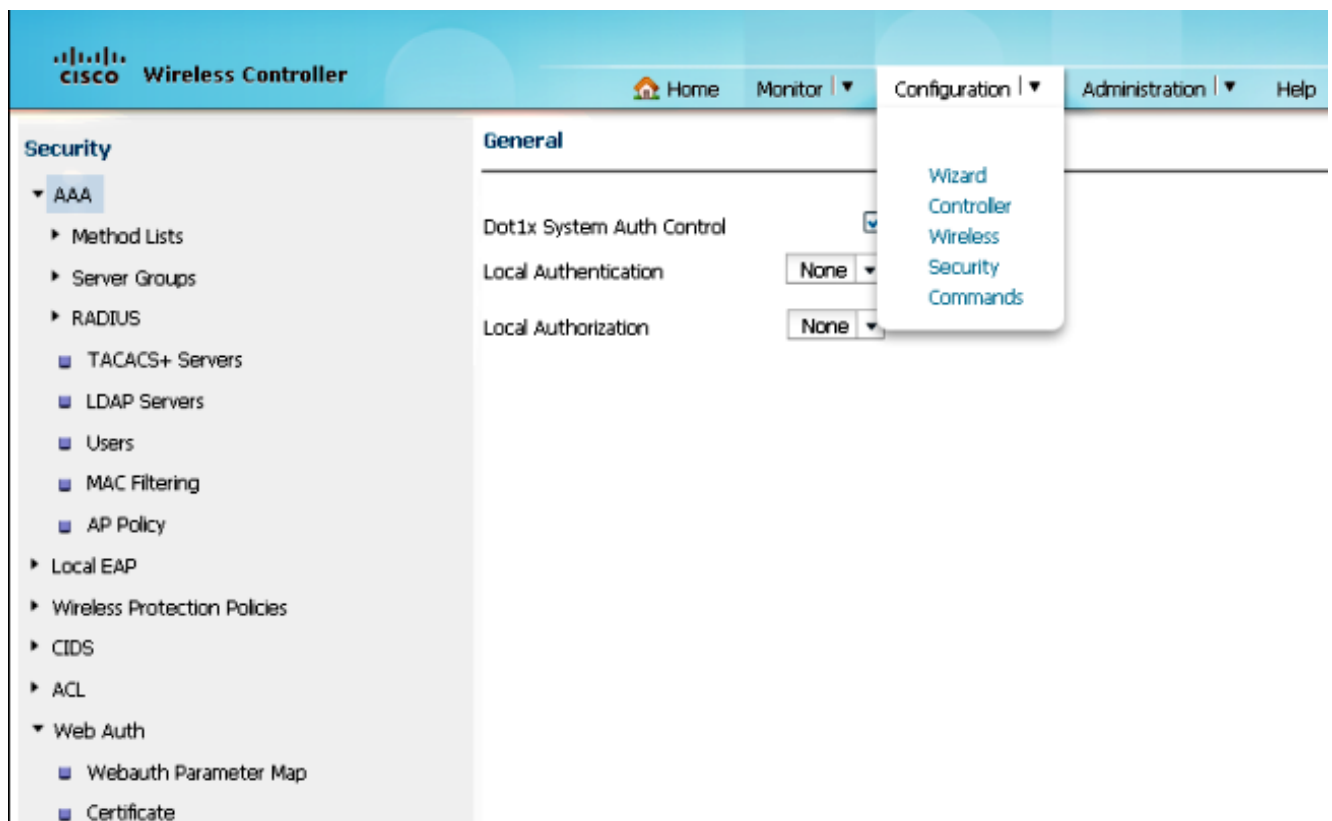 CISCO Wireless Controller
Home Monitor Configuration Administration Help
Security
AAA
Method Lists
Server Groups
RADIUS
TACACS+ Servers
LDAP Servers
Users
MAC Filtering
AP Policy
Local EAP
Wireless Protection Policies
CIDS
ACL
Web Auth
Webauth Parameter Map
Certificate
General
Dot1x System Auth Control
Local Authentication None
Local Authorization None
Wizard
Controller
Wireless
Security
Commands